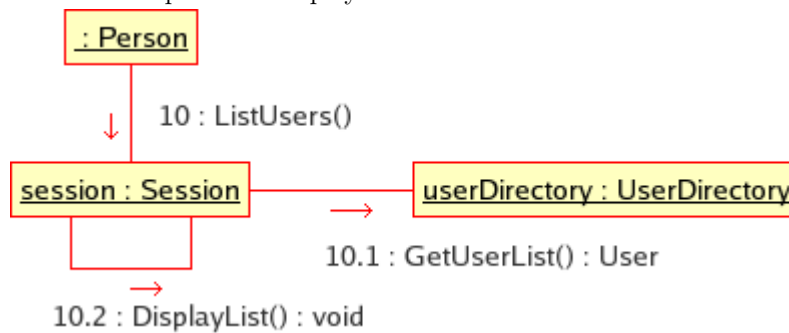 : Person
10 : ListUsers()
session : Session
userDirectory : UserDirectory
10.1 : GetUserList() : User
10.2 : DisplayList() : void